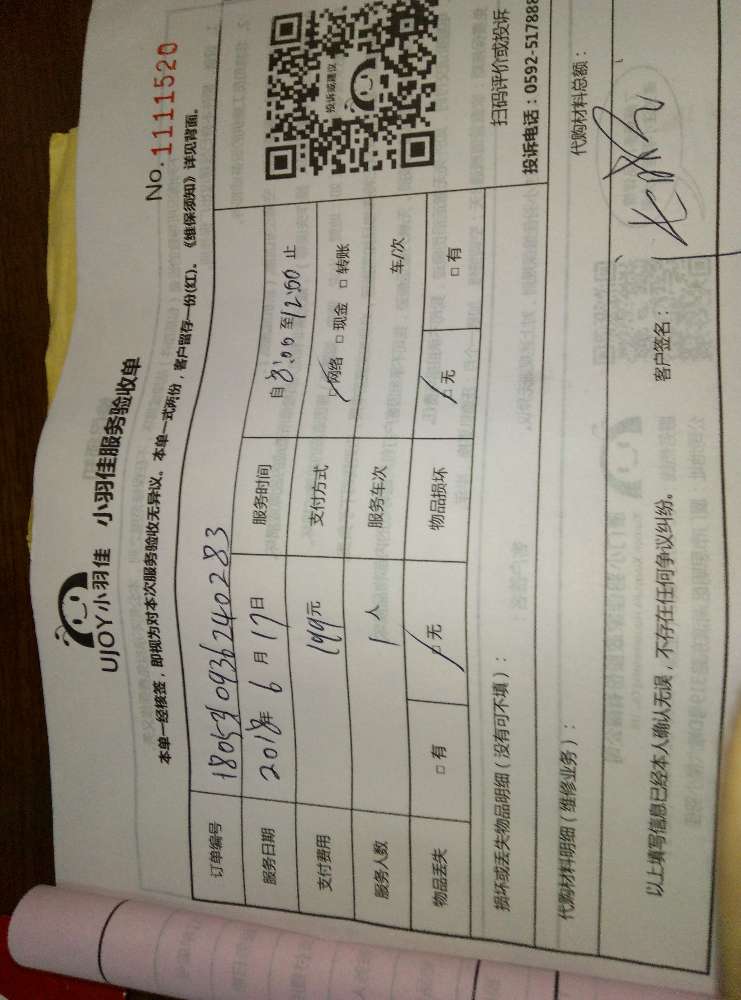 No. 1111520
UJOY小羽佳 小羽佳服务验收单
本单一经核签，即视为对本次服务验收无异议。本单一式两份，客户留存一份(红)。《维保须知》详见背面。
订单编号 1805310936240283
服务日期 2018年 6 月 17日 服务时间 自 8:00 至 12:00 止
支付费用 199元 支付方式 □网络 □现金 □转账
服务人数 1 人 服务车次 车/次
物品丢失 □有 □无 物品损坏 □无 □有
投诉或建议
扫码评价或投诉
投诉电话：0592-517888
损坏或丢失物品明细（没有可不填）：
代购材料明细（维修业务）： 代购材料总额：
以上填写信息已经本人确认无误，不存在任何争议纠纷。 客户签名：